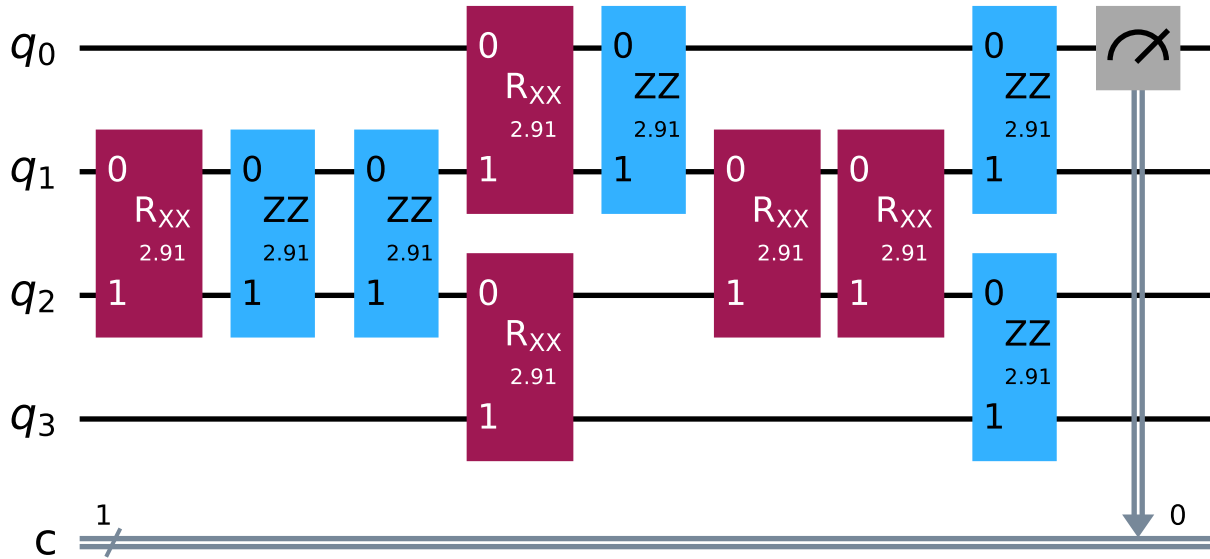 q0 0 0 0
RXX ZZ ZZ
2.91 2.91 2.91
q1 0 0 0 1 1 0 0 1
RXX ZZ ZZ RXX RXX
2.91 2.91 2.91 2.91 2.91
q2 1 1 1 0 1 1 0
RXX ZZ
2.91 2.91
q3 1 1
1 0
c